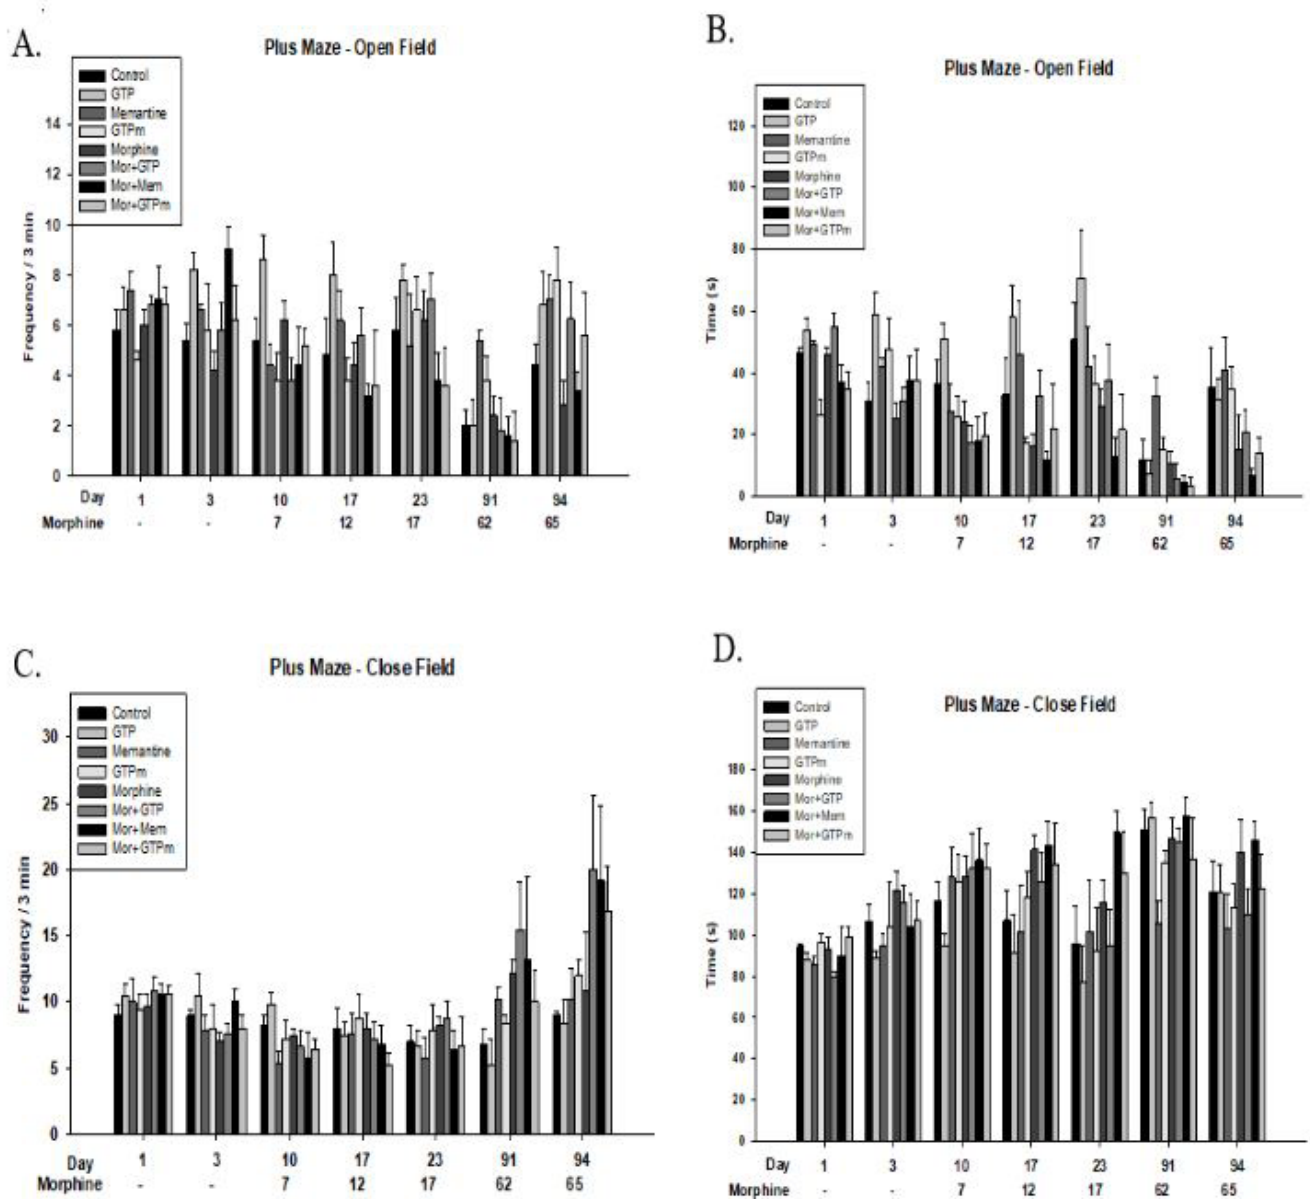 A.
Plus Maze - Open Field
Control
GTP
Memantine
GTPm
Morphine
Mor+GTP
Mor+Mem
Mor+GTPm
14
12
10
8
6
4
2
0
Frequency / 3 min
Day 1 3 10 17 23 91 94
Morphine - - 7 12 17 62 65
B.
Plus Maze - Open Field
Control
GTP
Memantine
GTPm
Morphine
Mor+GTP
Mor+Mem
Mor+GTPm
120
100
80
60
40
20
0
Time (s)
Day 1 3 10 17 23 91 94
Morphine - - 7 12 17 62 65
C.
Plus Maze - Close Field
Control
GTP
Memantine
GTPm
Morphine
Mor+GTP
Mor+Mem
Mor+GTPm
30
25
20
15
10
5
0
Frequency / 3 min
Day 1 3 10 17 23 91 94
Morphine - - 7 12 17 62 65
D.
Plus Maze - Close Field
Control
GTP
Memantine
GTPm
Morphine
Mor+GTP
Mor+Mem
Mor+GTPm
180
160
140
120
100
80
60
40
20
0
Time (s)
Day 1 3 10 17 23 91 94
Morphine - - 7 12 17 62 65